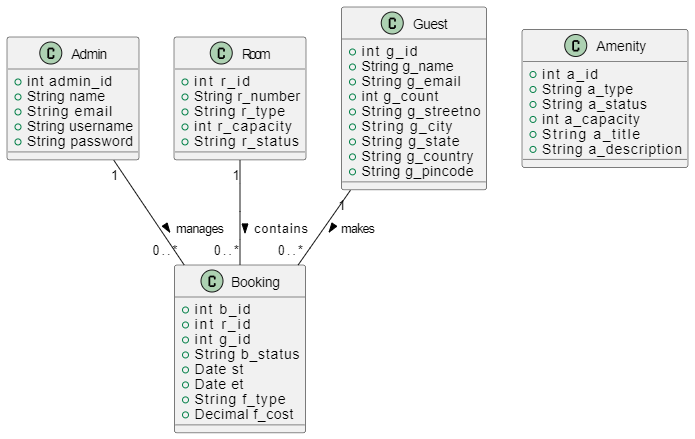 C Admin
int admin_id
String name
String email
String username
String password
C Room
int r_id
String r_number
String r_type
int r_capacity
String r_status
C Guest
int g_id
String g_name
String g_email
int g_count
String g_streetno
String g_city
String g_state
String g_country
String g_pincode
C Amenity
int a_id
String a_type
String a_status
int a_capacity
String a_title
String a_description
1
1
1
manages
contains
makes
0..*
0..*
0..*
C Booking
int b_id
int r_id
int g_id
String b_status
Date st
Date et
String f_type
Decimal f_cost